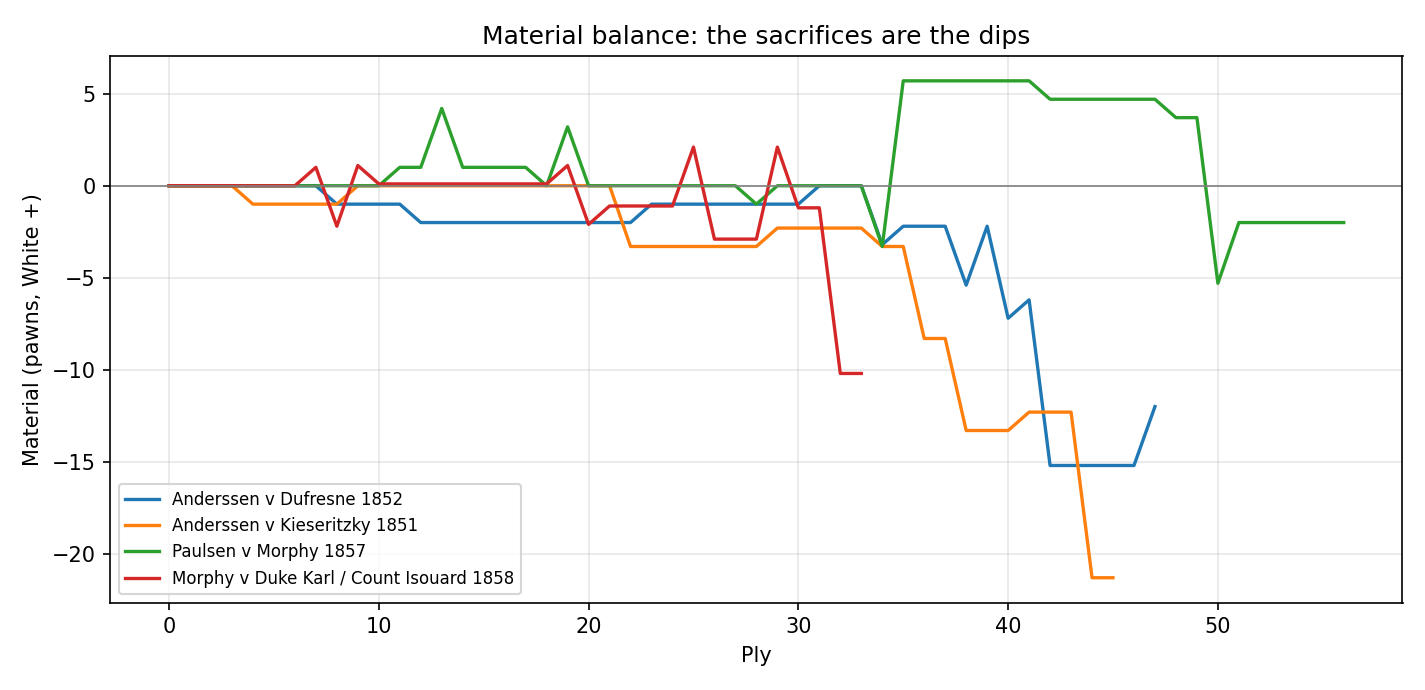 Material balance: the sacrifices are the dips
Material (pawns, White +)
5
0
−5
−10
−15
−20
Anderssen v Dufresne 1852
Anderssen v Kieseritzky 1851
Paulsen v Morphy 1857
Morphy v Duke Karl / Count Isouard 1858
0 10 20 30 40 50
Ply